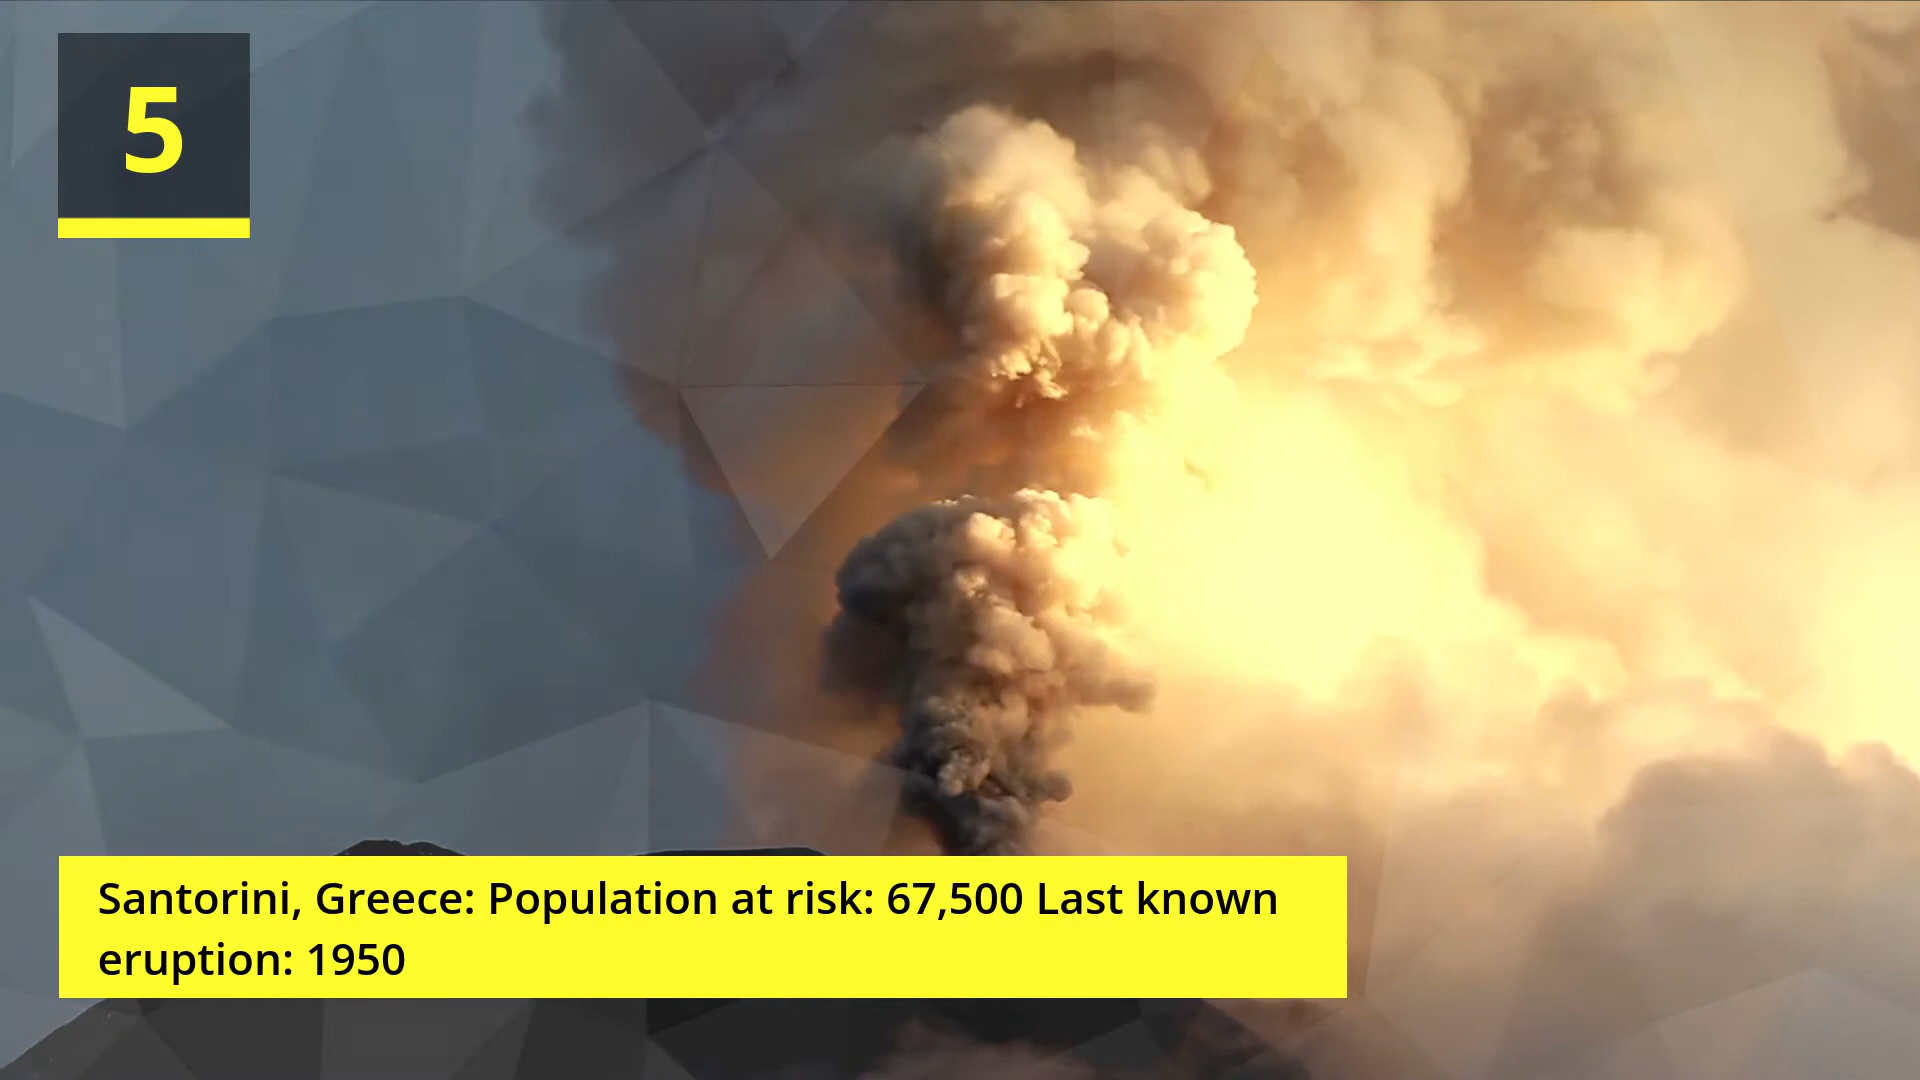 5
Santorini, Greece: Population at risk: 67,500 Last known
eruption: 1950